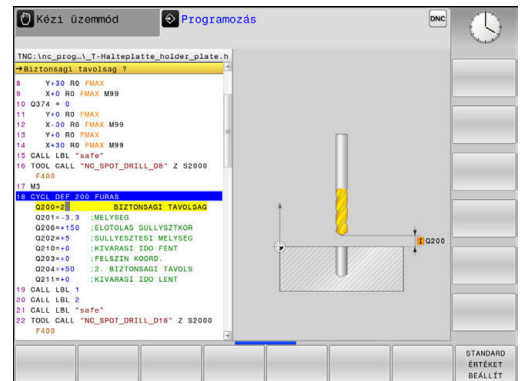 Kézi üzemmód
Programozás
DNC
TNC:\nc_prog…\_T-Halteplatte_holder_plate.h
→Biztonsagi tavolsag ?
8 Y+30 R0 FMAX
9 X+0 R0 FMAX M99
10 Q374 = 0
11 Y+0 R0 FMAX
12 X-30 R0 FMAX M99
13 Y+0 R0 FMAX
14 X+30 R0 FMAX M99
15 CALL LBL "safe"
16 TOOL CALL "NC_SPOT_DRILL_D8" Z S2000
F400
17 M3
18 CYCL DEF 200 FURAS
Q200=2 BIZTONSAGI TAVOLSAG
Q201=-3.3 ;MELYSEG
Q206=+150 ;ELOTOLAS SULLYSZTKOR
Q202=+5 ;SULLYESZTESI MELYSEG
Q210=+0 ;KIVARASI IDO FENT
Q203=+0 ;FELSZIN KOORD.
Q204=+50 ;2. BIZTONSAGI TAVOLS
Q211=+0 ;KIVARASI IDO LENT
19 CALL LBL 1
20 CALL LBL 2
21 CALL LBL "safe"
22 TOOL CALL "NC_SPOT_DRILL_D16" Z S2000
F400
I Q200
STANDARD
ÉRTÉKET
BEÁLLÍT